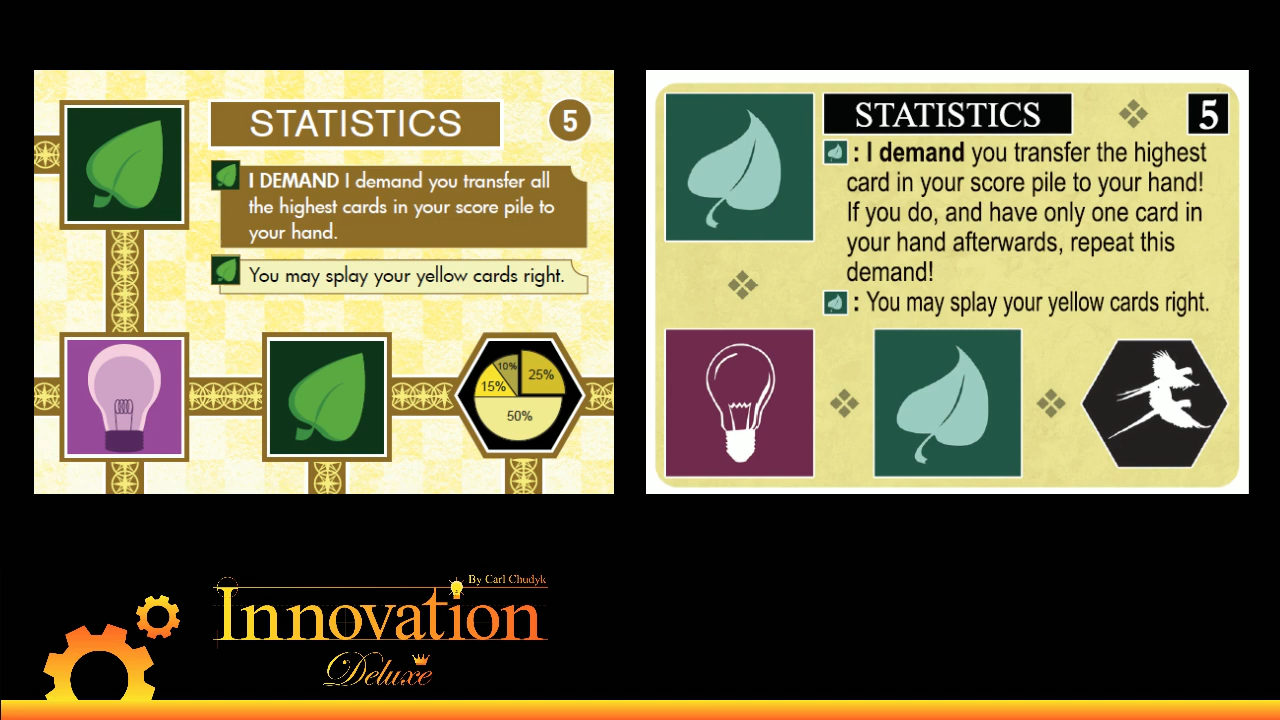 STATISTICS
5
I DEMAND I demand you transfer all
the highest cards in your score pile to
your hand.
You may splay your yellow cards right.
10%
25%
15%
50%
STATISTICS
5
: I demand you transfer the highest
card in your score pile to your hand!
If you do, and have only one card in
your hand afterwards, repeat this
demand!
: You may splay your yellow cards right.
By Carl Chudyk
Innovation
Deluxe